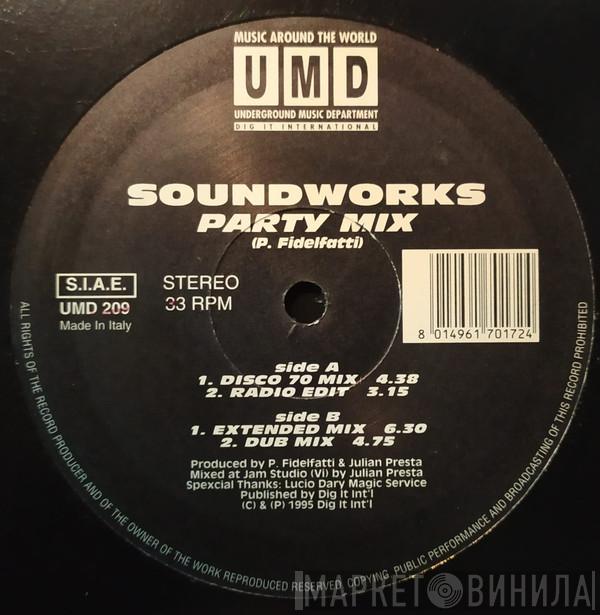 MUSIC AROUND THE WORLD
UMD
UNDERGROUND MUSIC DEPARTMENT
DIG IT INTERNATIONAL
SOUNDWORKS
PARTY MIX
(P. Fidelfatti)
S.I.A.E.
STEREO
UMD 209
33 RPM
Made In Italy
8 014961 701724
side A
1. DISCO 70 MIX 4.38
2. RADIO EDIT 3.15
side B
1. EXTENDED MIX 6.30
2. DUB MIX 4.75
Produced by P. Fidelfatti & Julian Presta
Mixed at Jam Studio (Vi) by Julian Presta
Spexcial Thanks: Lucio Dary Magic Service
Published by Dig It Int'l
(C) & (P) 1995 Dig It Int'l
ALL RIGHTS OF THE RECORD PRODUCER AND OF THE OWNER OF THE WORK REPRODUCED RESERVED. COPYING, PUBLIC PERFORMANCE AND BROADCASTING OF THIS RECORD PROHIBITED
МАРКЕТ ВИНИЛА